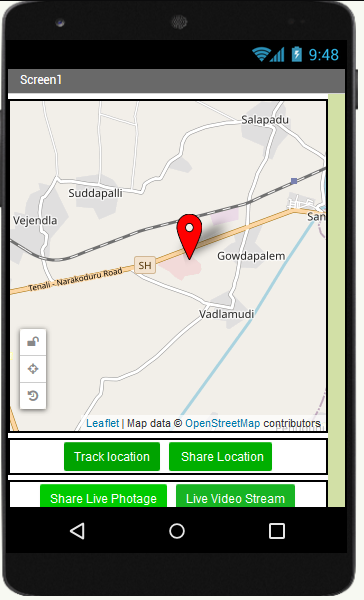 9:48
Screen1
Salapadu
Suddapalli
Vejendla
San
Gowdapalem
SH
Tenali - Narakoduru Road
Vadlamudi
Leaflet | Map data © OpenStreetMap contributors
Track location Share Location
Share Live Photage Live Video Stream